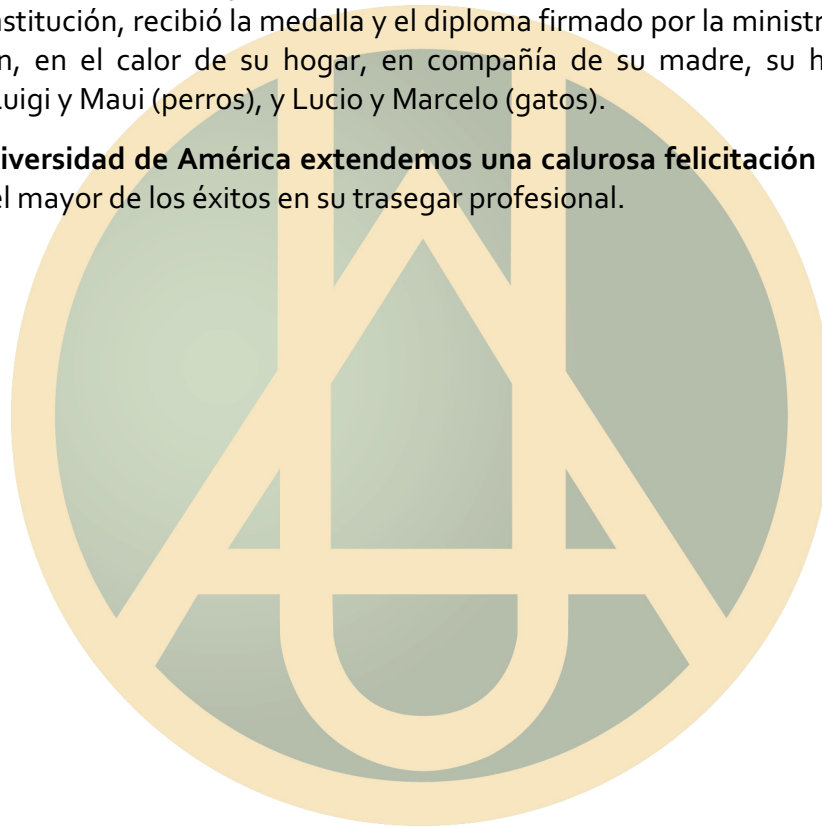 nstitución, recibió la medalla y el diploma firmado por la ministr
n, en el calor de su hogar, en compañía de su madre, su h
uigi y Maui (perros), y Lucio y Marcelo (gatos).
iversidad de América extendemos una calurosa felicitación
el mayor de los éxitos en su trasegar profesional.